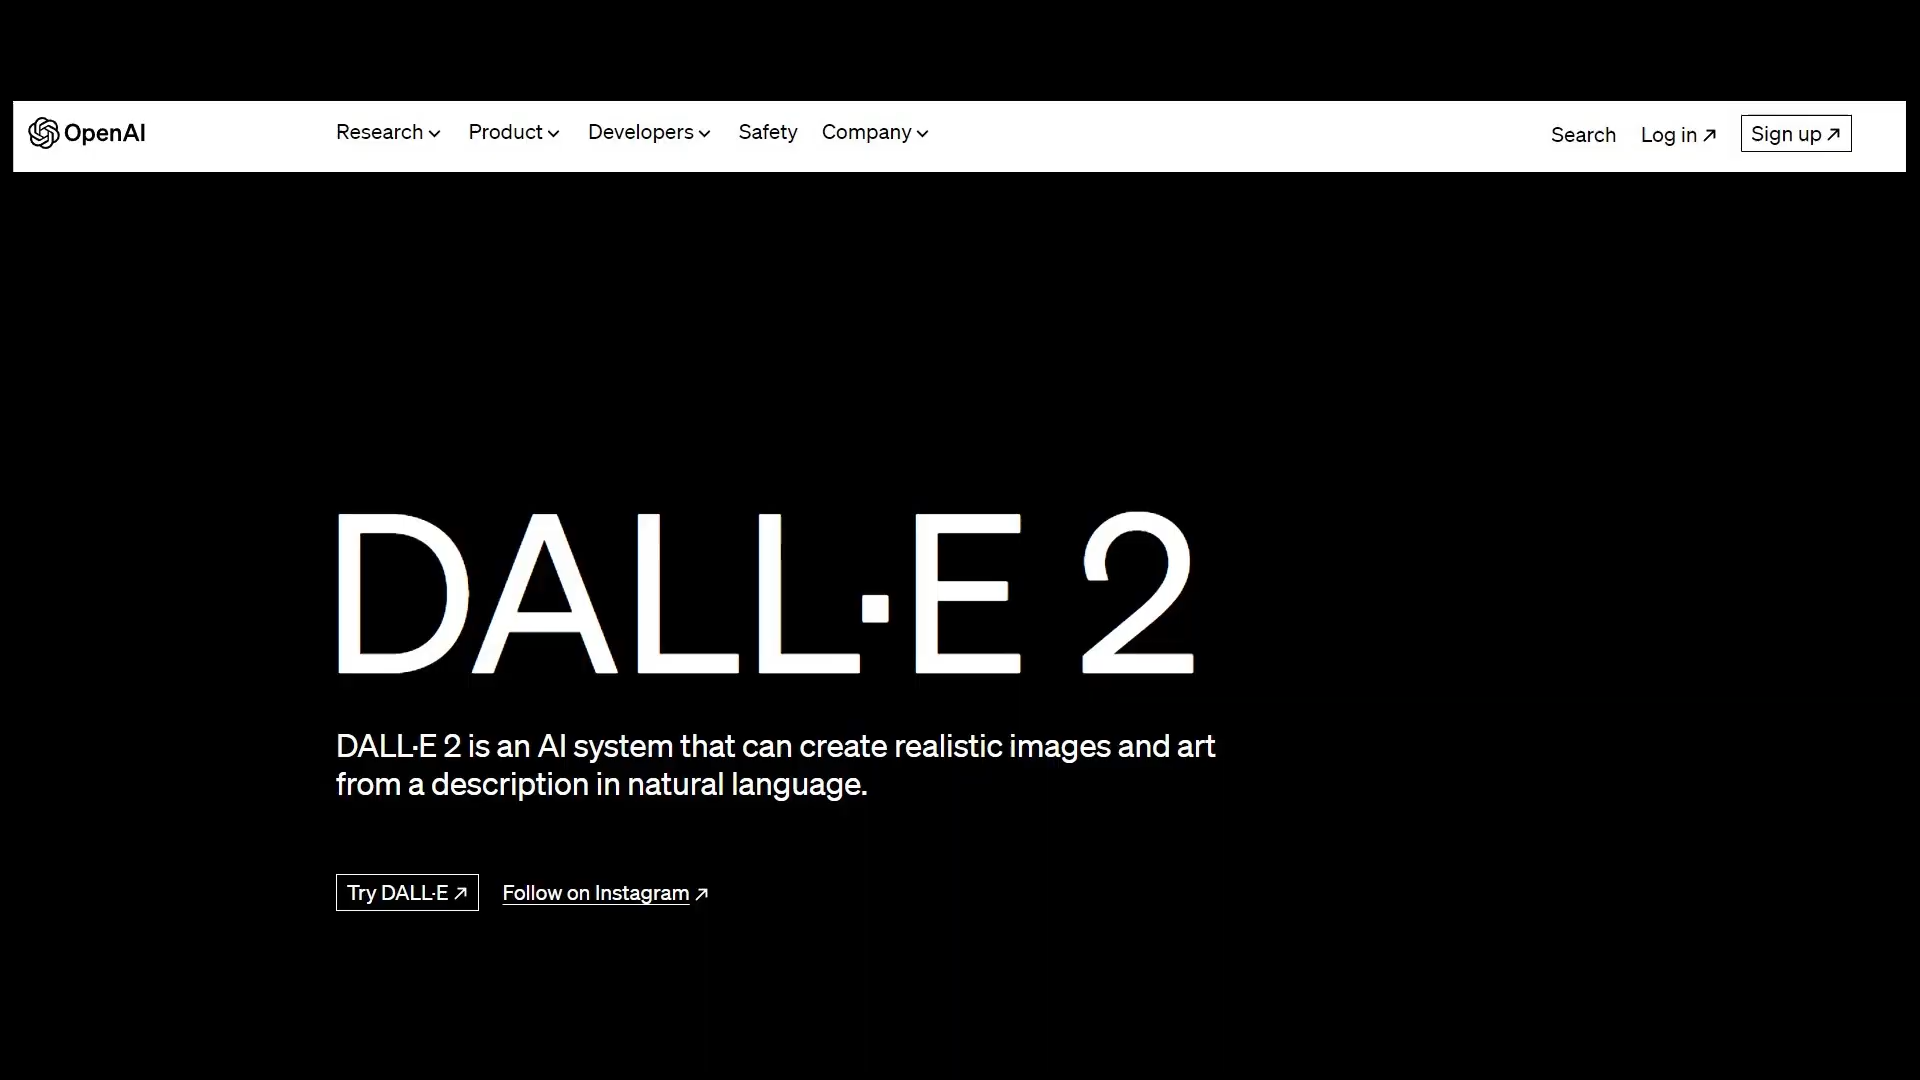 OpenAI Research Product Developers Safety Company Search Log in ↗ Sign up ↗
DALL·E 2
DALL·E 2 is an AI system that can create realistic images and art
from a description in natural language.
Try DALL·E ↗ Follow on Instagram ↗